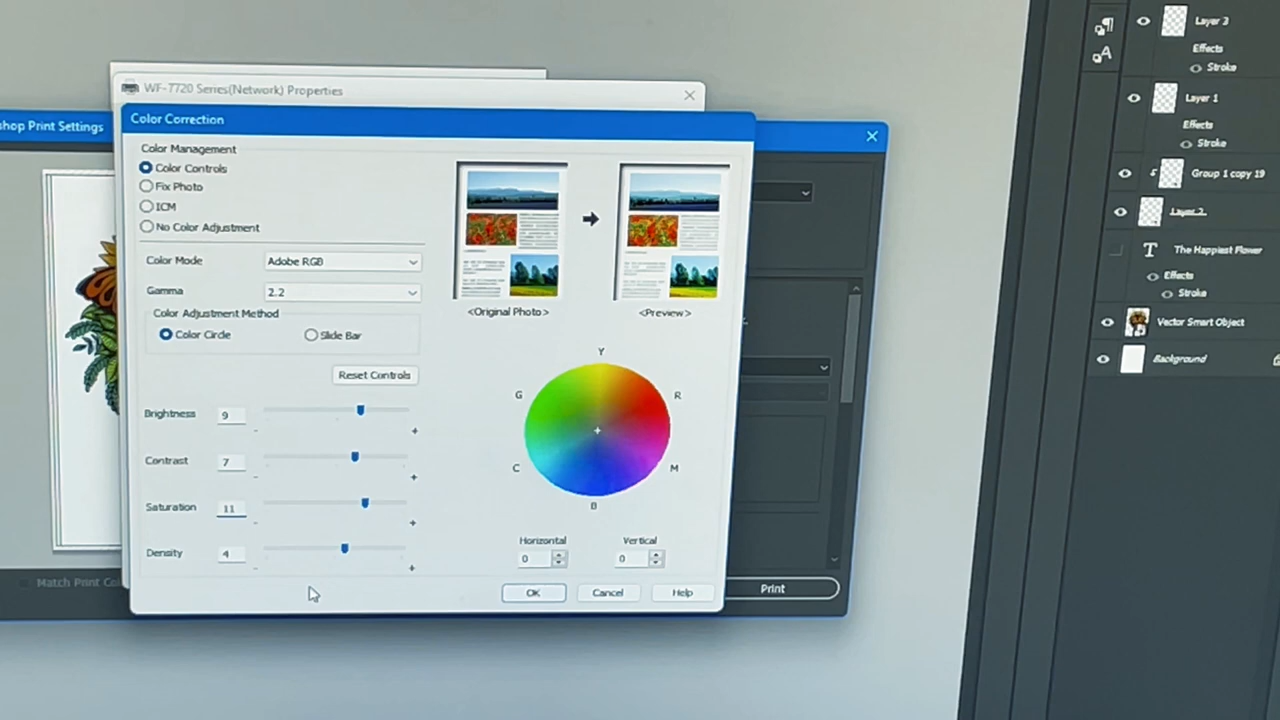 WF-7720 Series(Network) Properties
shop Print Settings
Color Correction
Color Management
Color Controls
Fix Photo
ICM
No Color Adjustment
Color Mode
Adobe RGB
Gamma
2.2
Color Adjustment Method
Color Circle
Slide Bar
Reset Controls
Brightness
9
-
+
Contrast
7
-
+
Saturation
11
-
+
Density
4
-
+
<Original Photo>
<Preview>
Y
G
R
C
M
B
Horizontal
Vertical
0
0
OK
Cancel
Help
Match Print Co
Print
Layer 3
Effects
Stroke
Layer 1
Effects
Stroke
Group 1 copy 19
Layer 2
T The Happiest Flower
Effects
Stroke
Vector Smart Object
Background